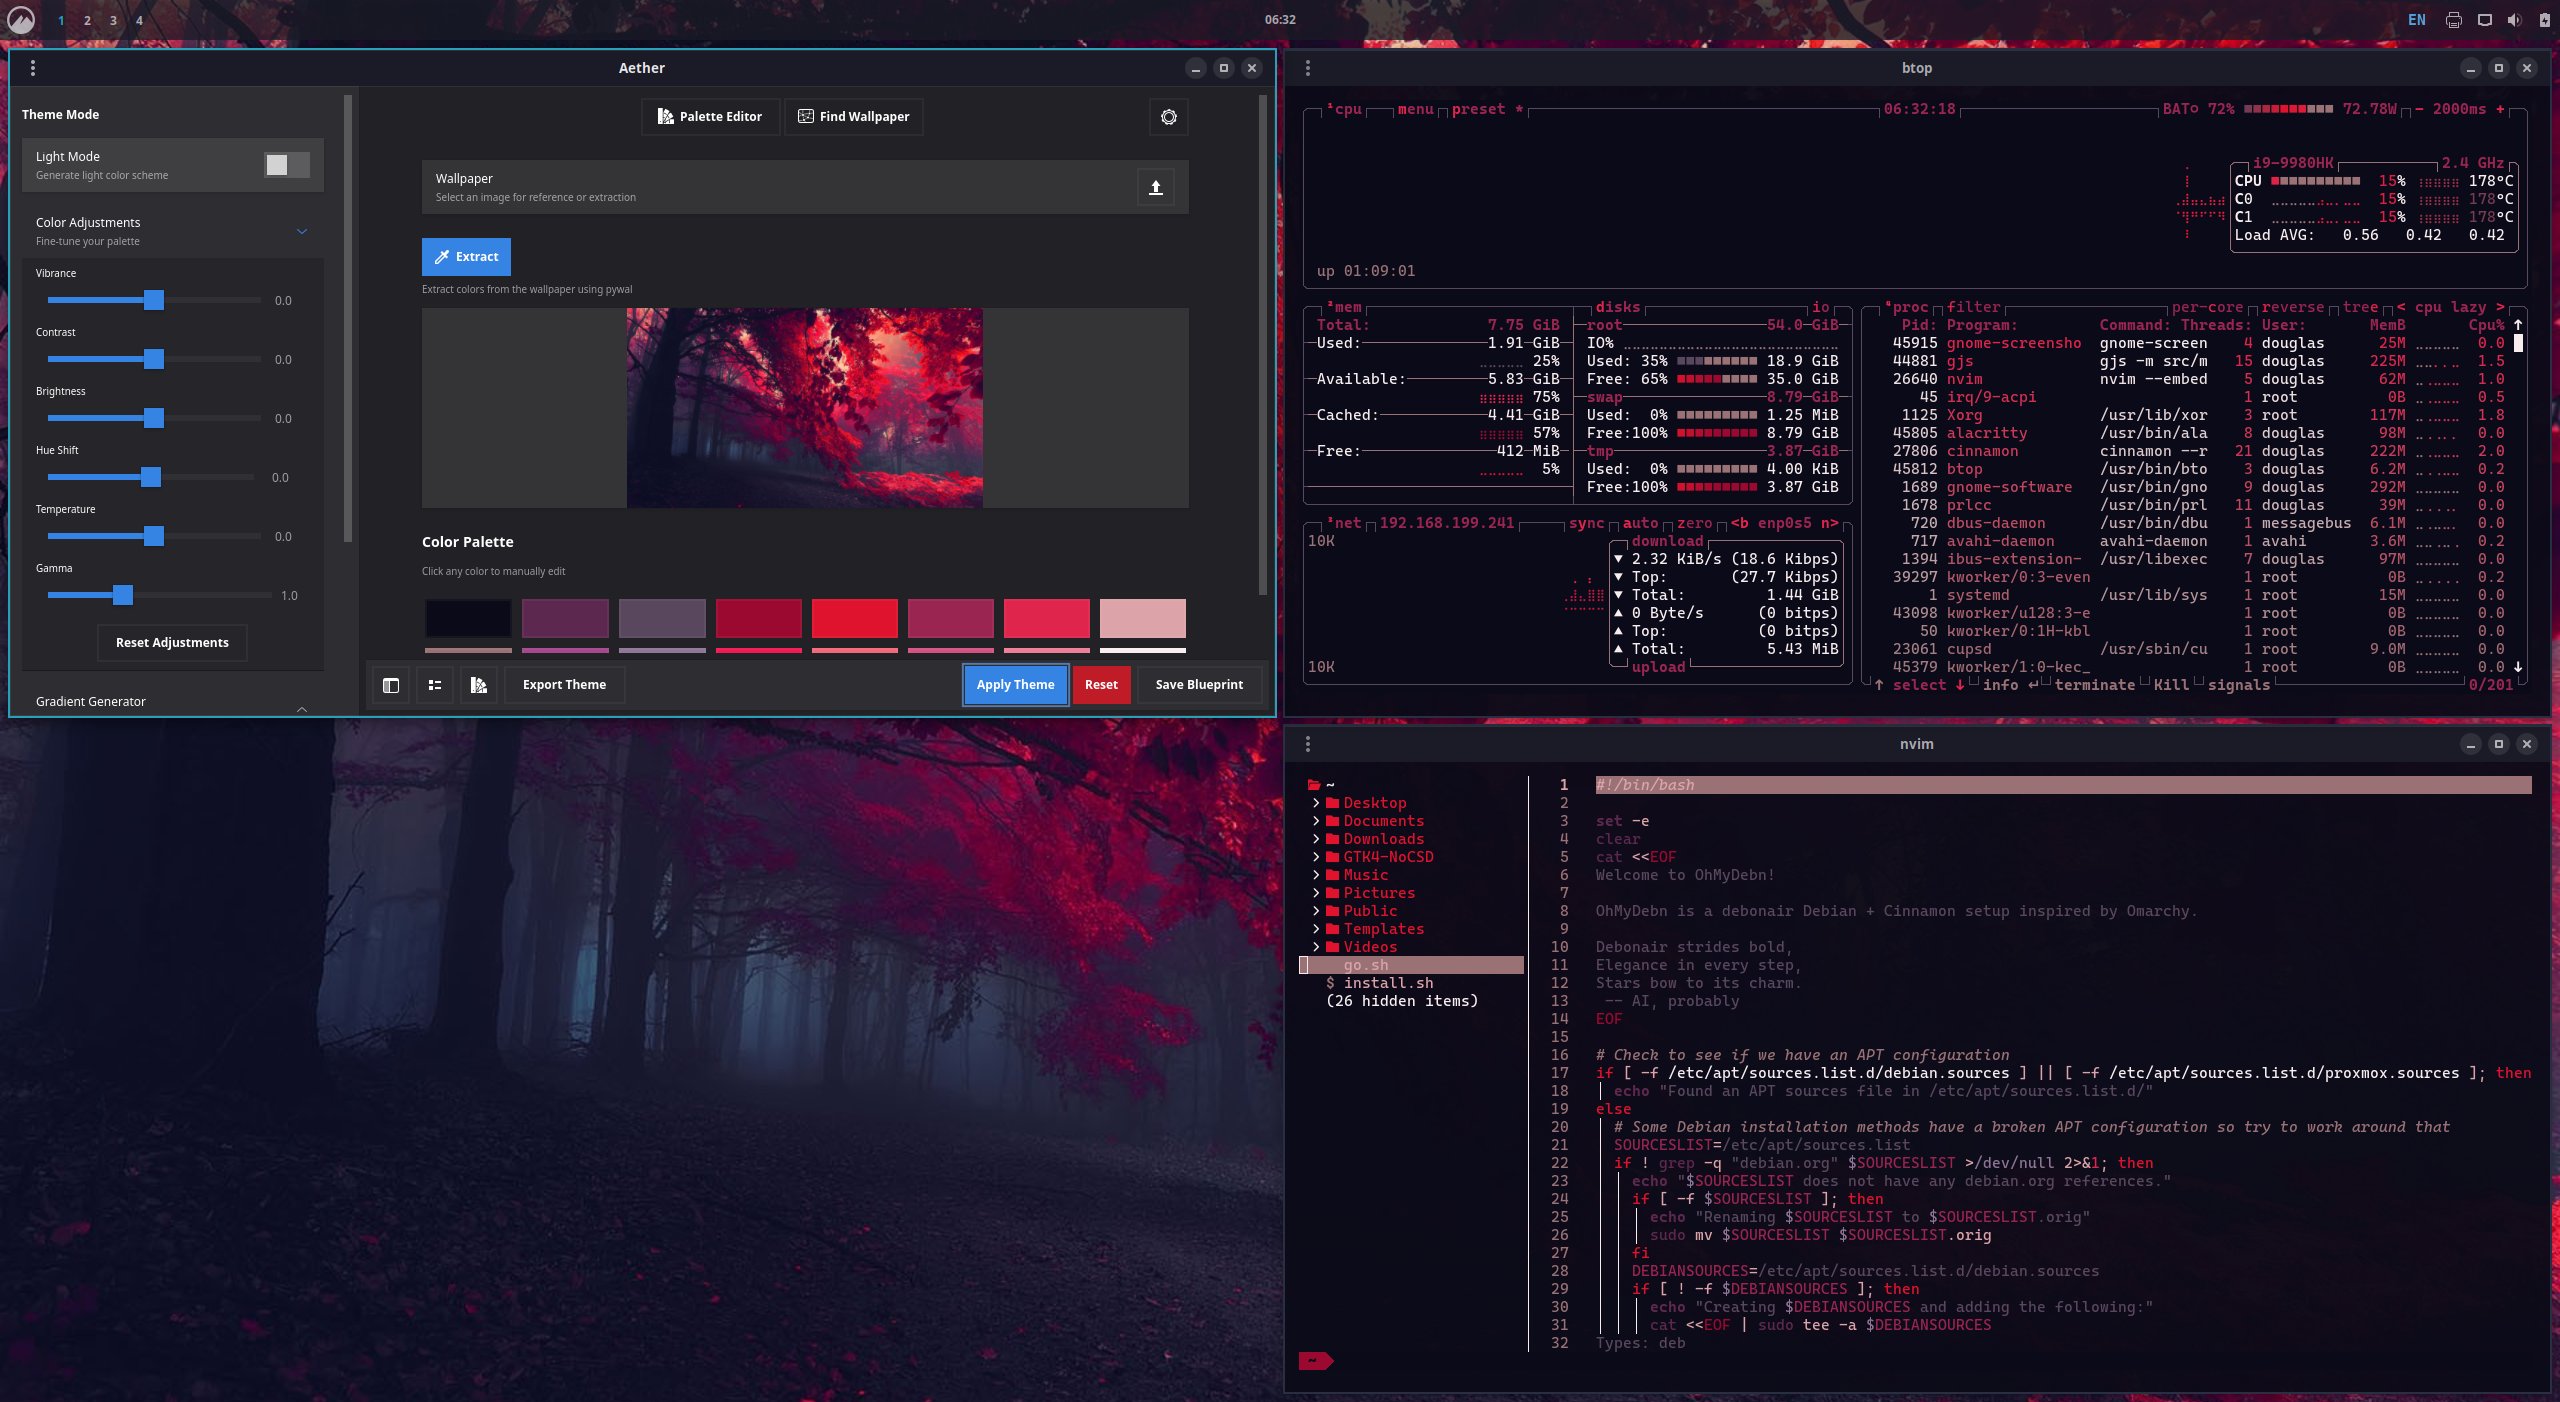 1 2 3 4
06:32
EN
Aether
Theme Mode
Light Mode
Generate light color scheme
Color Adjustments
Fine-tune your palette
Vibrance
0.0
Contrast
0.0
Brightness
0.0
Hue Shift
0.0
Temperature
0.0
Gamma
1.0
Reset Adjustments
Gradient Generator
Palette Editor
Find Wallpaper
Wallpaper
Select an image for reference or extraction
Extract
Extract colors from the wallpaper using pywal
Color Palette
Click any color to manually edit
Export Theme
Apply Theme
Reset
Save Blueprint
btop
¹cpu menu preset * 06:32:18 BAT 72% 72.78W - 2000ms +
i9-9980HK 2.4 GHz
CPU 15% 178°C
C0 15% 178°C
C1 15% 178°C
Load AVG: 0.56 0.42 0.42
up 01:09:01
²mem
Total: 7.75 GiB
Used: 1.91 GiB
25%
Available: 5.83 GiB
75%
Cached: 4.41 GiB
57%
Free: 412 MiB
5%
disks io
root 54.0 GiB
IO%
Used: 35% 18.9 GiB
Free: 65% 35.0 GiB
swap 8.79 GiB
Used: 0% 1.25 MiB
Free:100% 8.79 GiB
tmp 3.87 GiB
Used: 0% 4.00 KiB
Free:100% 3.87 GiB
³net 192.168.199.241 sync auto zero <b enp0s5 n>
10K
download
▼ 2.32 KiB/s (18.6 Kibps)
▼ Top: (27.7 Kibps)
▼ Total: 1.44 GiB
▲ 0 Byte/s (0 bitps)
▲ Top: (0 bitps)
▲ Total: 5.43 MiB
10K
upload
⁴proc filter per-core reverse tree < cpu lazy >
Pid: Program: Command: Threads: User: MemB Cpu% ↑
45915 gnome-screensho gnome-screen 4 douglas 25M 0.0
44881 gjs gjs -m src/m 15 douglas 225M 1.5
26640 nvim nvim --embed 5 douglas 62M 1.0
45 irq/9-acpi 1 root 0B 0.5
1125 Xorg /usr/lib/xor 3 root 117M 1.8
45805 alacritty /usr/bin/ala 8 douglas 98M 0.0
27806 cinnamon cinnamon --r 21 douglas 222M 2.0
45812 btop /usr/bin/bto 3 douglas 6.2M 0.2
1689 gnome-software /usr/bin/gno 9 douglas 292M 0.0
1678 prlcc /usr/bin/prl 11 douglas 39M 0.0
720 dbus-daemon /usr/bin/dbu 1 messagebus 6.1M 0.0
717 avahi-daemon avahi-daemon 1 avahi 3.6M 0.2
1394 ibus-extension- /usr/libexec 7 douglas 97M 0.0
39297 kworker/0:3-even 1 root 0B 0.2
1 systemd /usr/lib/sys 1 root 15M 0.0
43098 kworker/u128:3-e 1 root 0B 0.0
50 kworker/0:1H-kbl 1 root 0B 0.0
23061 cupsd /usr/sbin/cu 1 root 9.0M 0.0
45379 kworker/1:0-kec_ 1 root 0B 0.0 ↓
↑ select ↓ info ↵ terminate Kill signals 0/201
nvim
~
> Desktop
> Documents
> Downloads
> GTK4-NoCSD
> Music
> Pictures
> Public
> Templates
> Videos
go.sh
$ install.sh
(26 hidden items)
~
1 #!/bin/bash
2
3 set -e
4 clear
5 cat <<EOF
6 Welcome to OhMyDebn!
7
8 OhMyDebn is a debonair Debian + Cinnamon setup inspired by Omarchy.
9
10 Debonair strides bold,
11 Elegance in every step,
12 Stars bow to its charm.
13 -- AI, probably
14 EOF
15
16 # Check to see if we have an APT configuration
17 if [ -f /etc/apt/sources.list.d/debian.sources ] || [ -f /etc/apt/sources.list.d/proxmox.sources ]; then
18 echo "Found an APT sources file in /etc/apt/sources.list.d/"
19 else
20 # Some Debian installation methods have a broken APT configuration so try to work around that
21 SOURCESLIST=/etc/apt/sources.list
22 if ! grep -q "debian.org" $SOURCESLIST >/dev/null 2>&1; then
23 echo "$SOURCESLIST does not have any debian.org references."
24 if [ -f $SOURCESLIST ]; then
25 echo "Renaming $SOURCESLIST to $SOURCESLIST.orig"
26 sudo mv $SOURCESLIST $SOURCESLIST.orig
27 fi
28 DEBIANSOURCES=/etc/apt/sources.list.d/debian.sources
29 if [ ! -f $DEBIANSOURCES ]; then
30 echo "Creating $DEBIANSOURCES and adding the following:"
31 cat <<EOF | sudo tee -a $DEBIANSOURCES
32 Types: deb